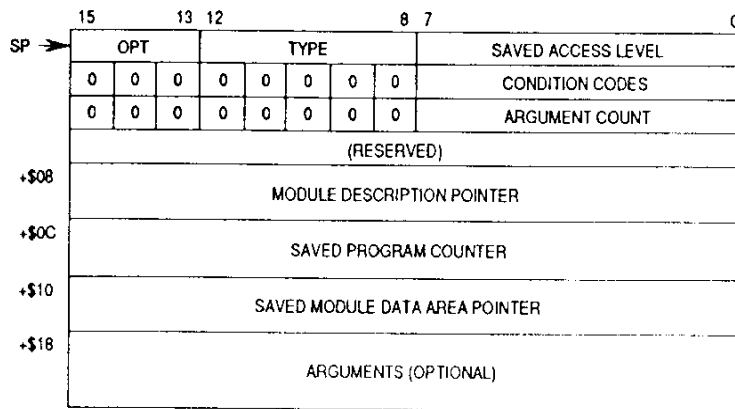 15 13 12 8 7 0
SP OPT TYPE SAVED ACCESS LEVEL
0 0 0 0 0 0 0 0 CONDITION CODES
0 0 0 0 0 0 0 0 ARGUMENT COUNT
(RESERVED)
+$08
MODULE DESCRIPTION POINTER
+$0C
SAVED PROGRAM COUNTER
+$10
SAVED MODULE DATA AREA POINTER
+$18
ARGUMENTS (OPTIONAL)